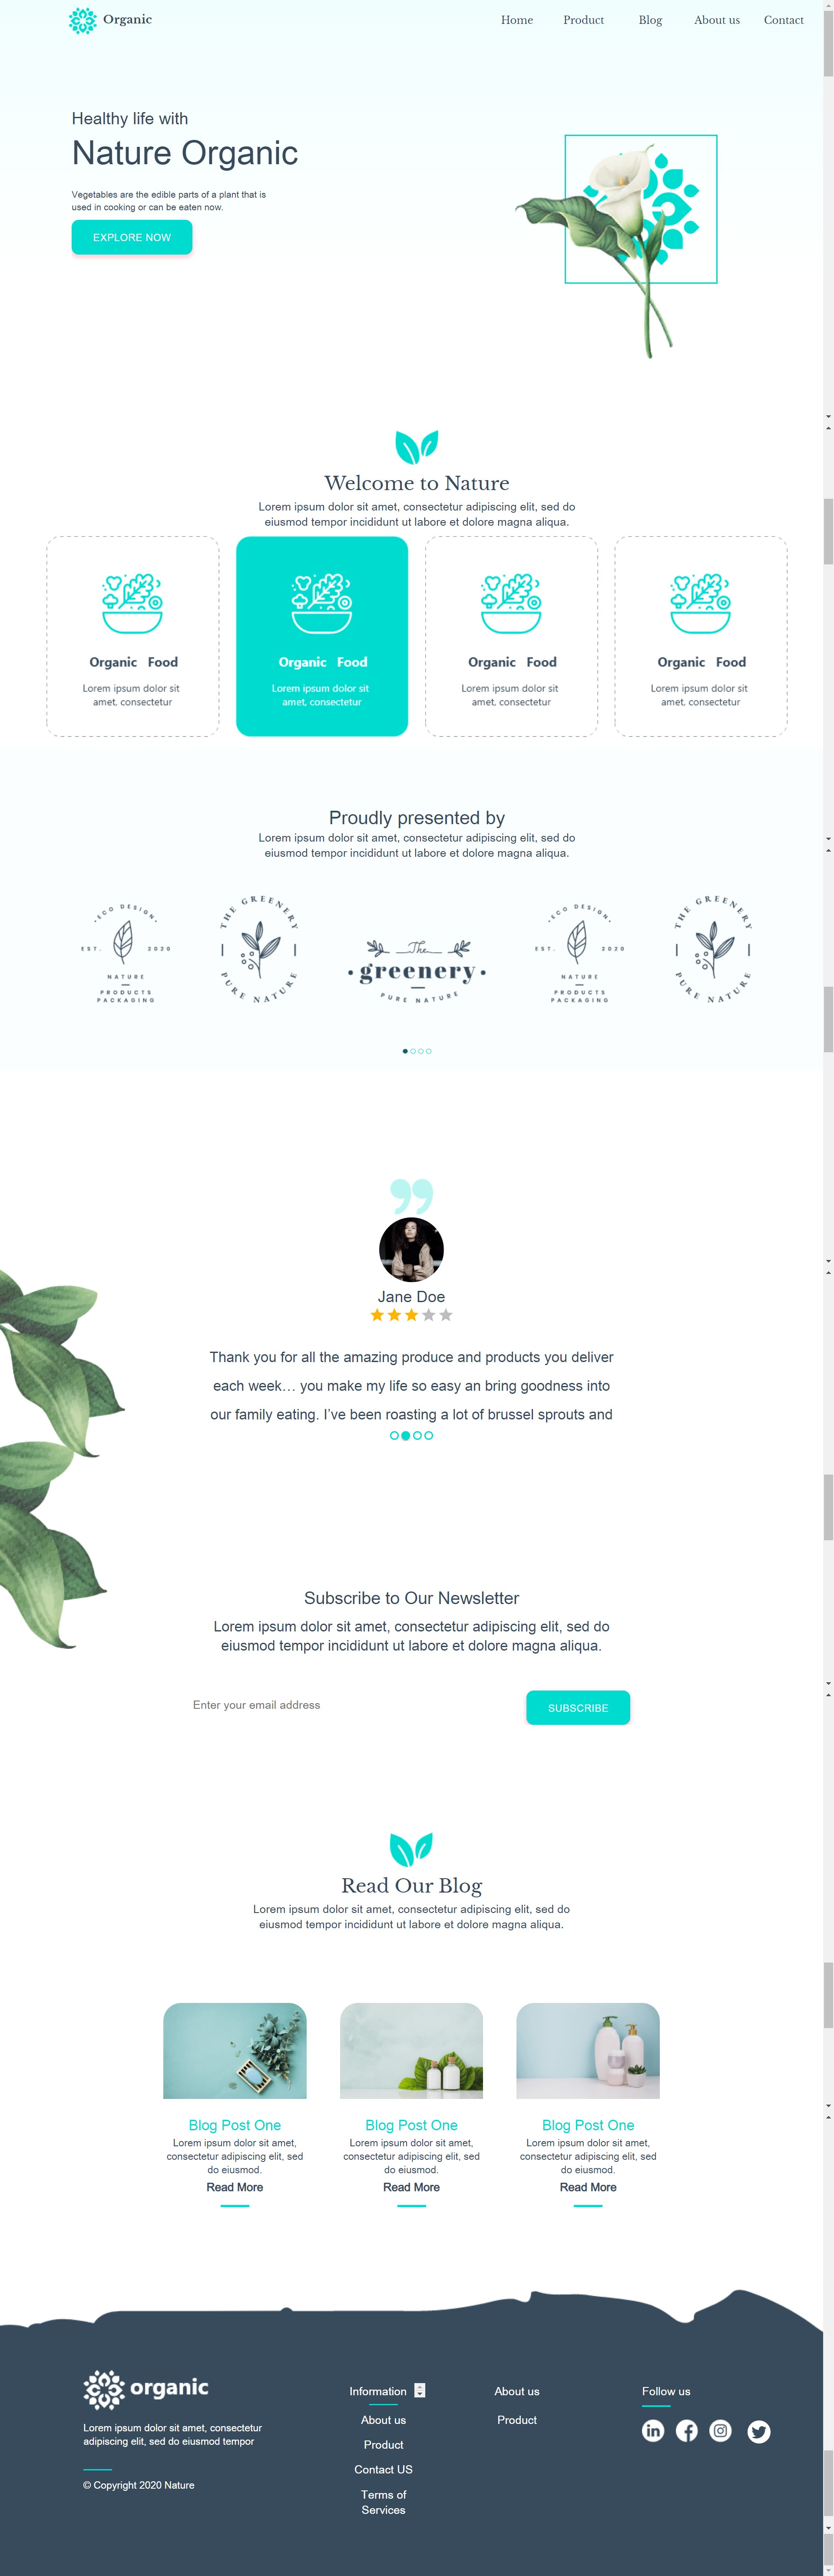 Organic
Home Product Blog About us Contact
Healthy life with
Nature Organic
Vegetables are the edible parts of a plant that is
used in cooking or can be eaten now.
EXPLORE NOW
Welcome to Nature
Lorem ipsum dolor sit amet, consectetur adipiscing elit, sed do
eiusmod tempor incididunt ut labore et dolore magna aliqua.
Organic Food
Lorem ipsum dolor sit
amet, consectetur
Organic Food
Lorem ipsum dolor sit
amet, consectetur
Organic Food
Lorem ipsum dolor sit
amet, consectetur
Organic Food
Lorem ipsum dolor sit
amet, consectetur
Proudly presented by
Lorem ipsum dolor sit amet, consectetur adipiscing elit, sed do
eiusmod tempor incididunt ut labore et dolore magna aliqua.
·ECO DESIGN·
EST. 2020
NATURE
PRODUCTS
PACKAGING
THE GREENERY
PURE NATURE
The
· greenery ·
PURE NATURE
·ECO DESIGN·
EST. 2020
NATURE
PRODUCTS
PACKAGING
THE GREENERY
PURE NATURE
Jane Doe
Thank you for all the amazing produce and products you deliver
each week… you make my life so easy an bring goodness into
our family eating. I’ve been roasting a lot of brussel sprouts and
Subscribe to Our Newsletter
Lorem ipsum dolor sit amet, consectetur adipiscing elit, sed do
eiusmod tempor incididunt ut labore et dolore magna aliqua.
Enter your email address
SUBSCRIBE
Read Our Blog
Lorem ipsum dolor sit amet, consectetur adipiscing elit, sed do
eiusmod tempor incididunt ut labore et dolore magna aliqua.
Blog Post One
Lorem ipsum dolor sit amet,
consectetur adipiscing elit, sed
do eiusmod.
Read More
Blog Post One
Lorem ipsum dolor sit amet,
consectetur adipiscing elit, sed
do eiusmod.
Read More
Blog Post One
Lorem ipsum dolor sit amet,
consectetur adipiscing elit, sed
do eiusmod.
Read More
organic
Lorem ipsum dolor sit amet, consectetur
adipiscing elit, sed do eiusmod tempor
© Copyright 2020 Nature
Information
About us
Product
Contact US
Terms of
Services
About us
Product
Follow us